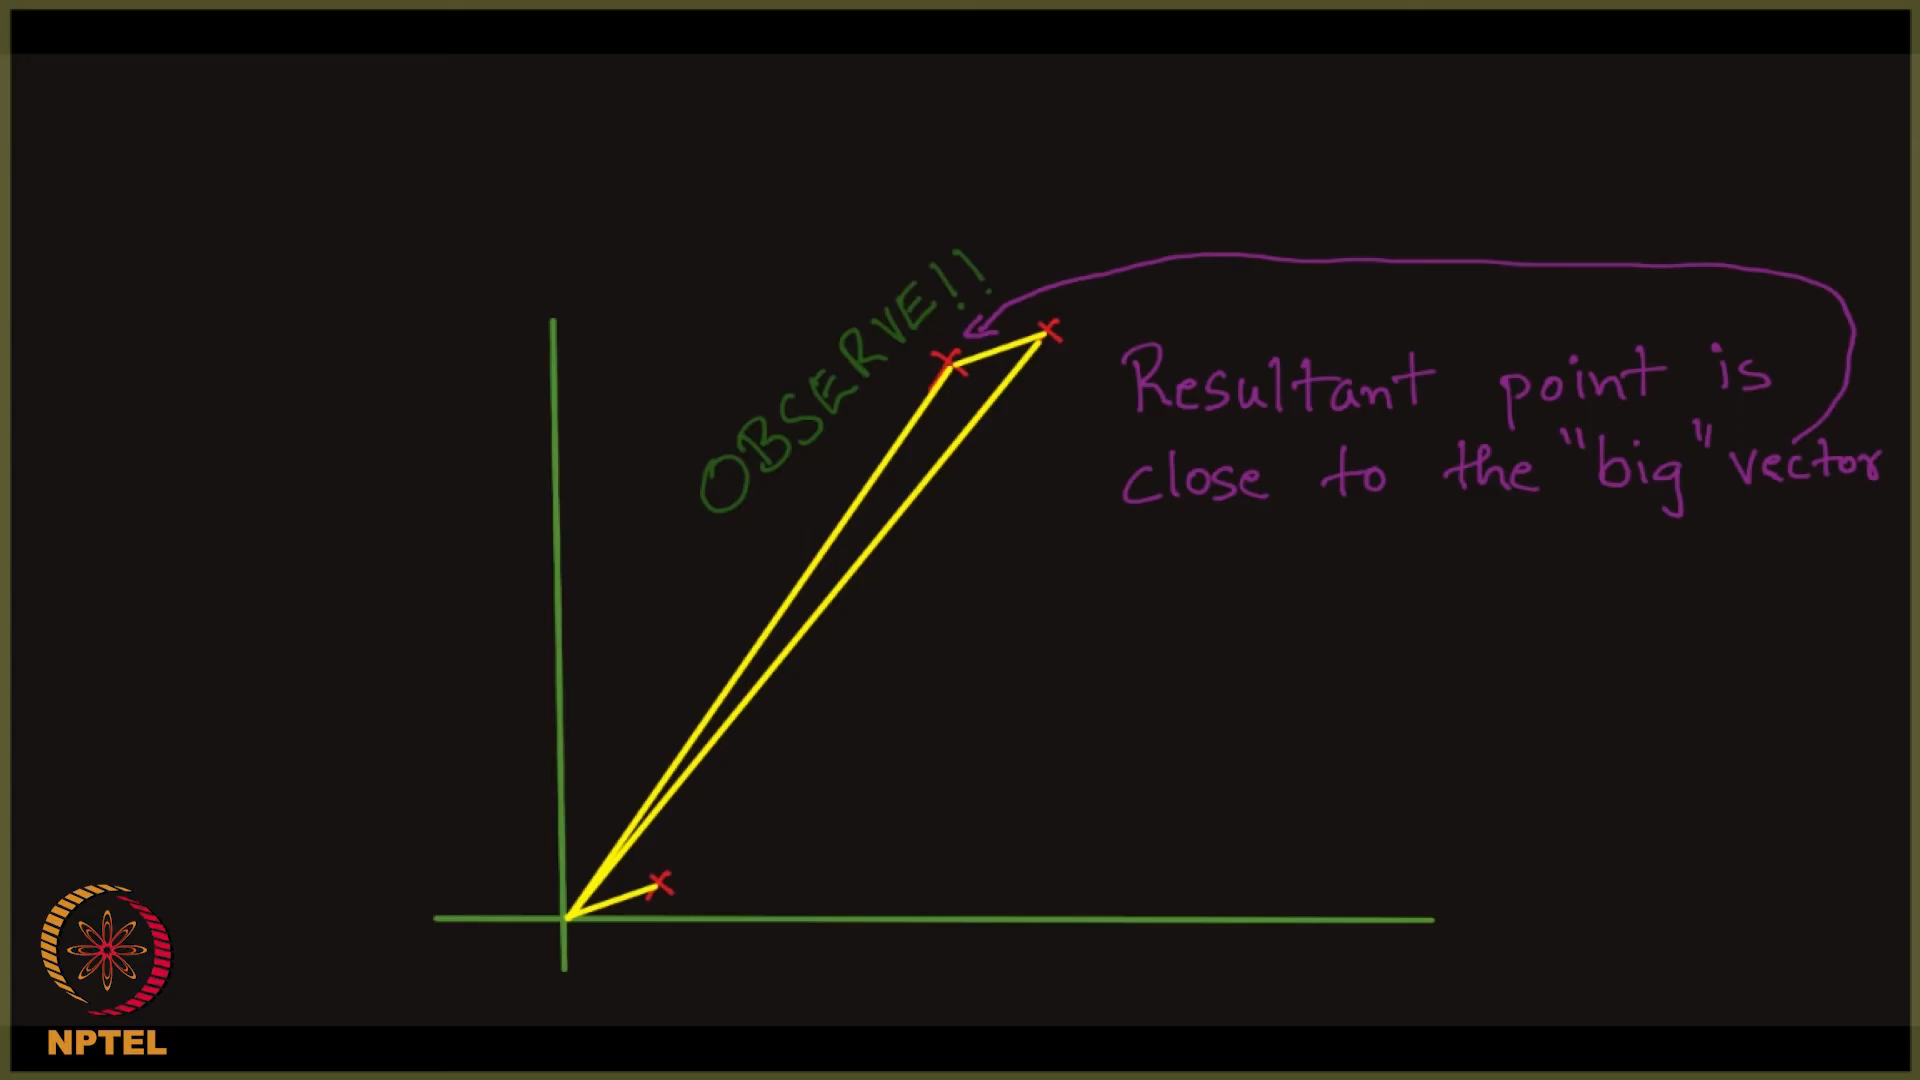 OBSERVE!!
Resultant point is
close to the "big" vector
NPTEL